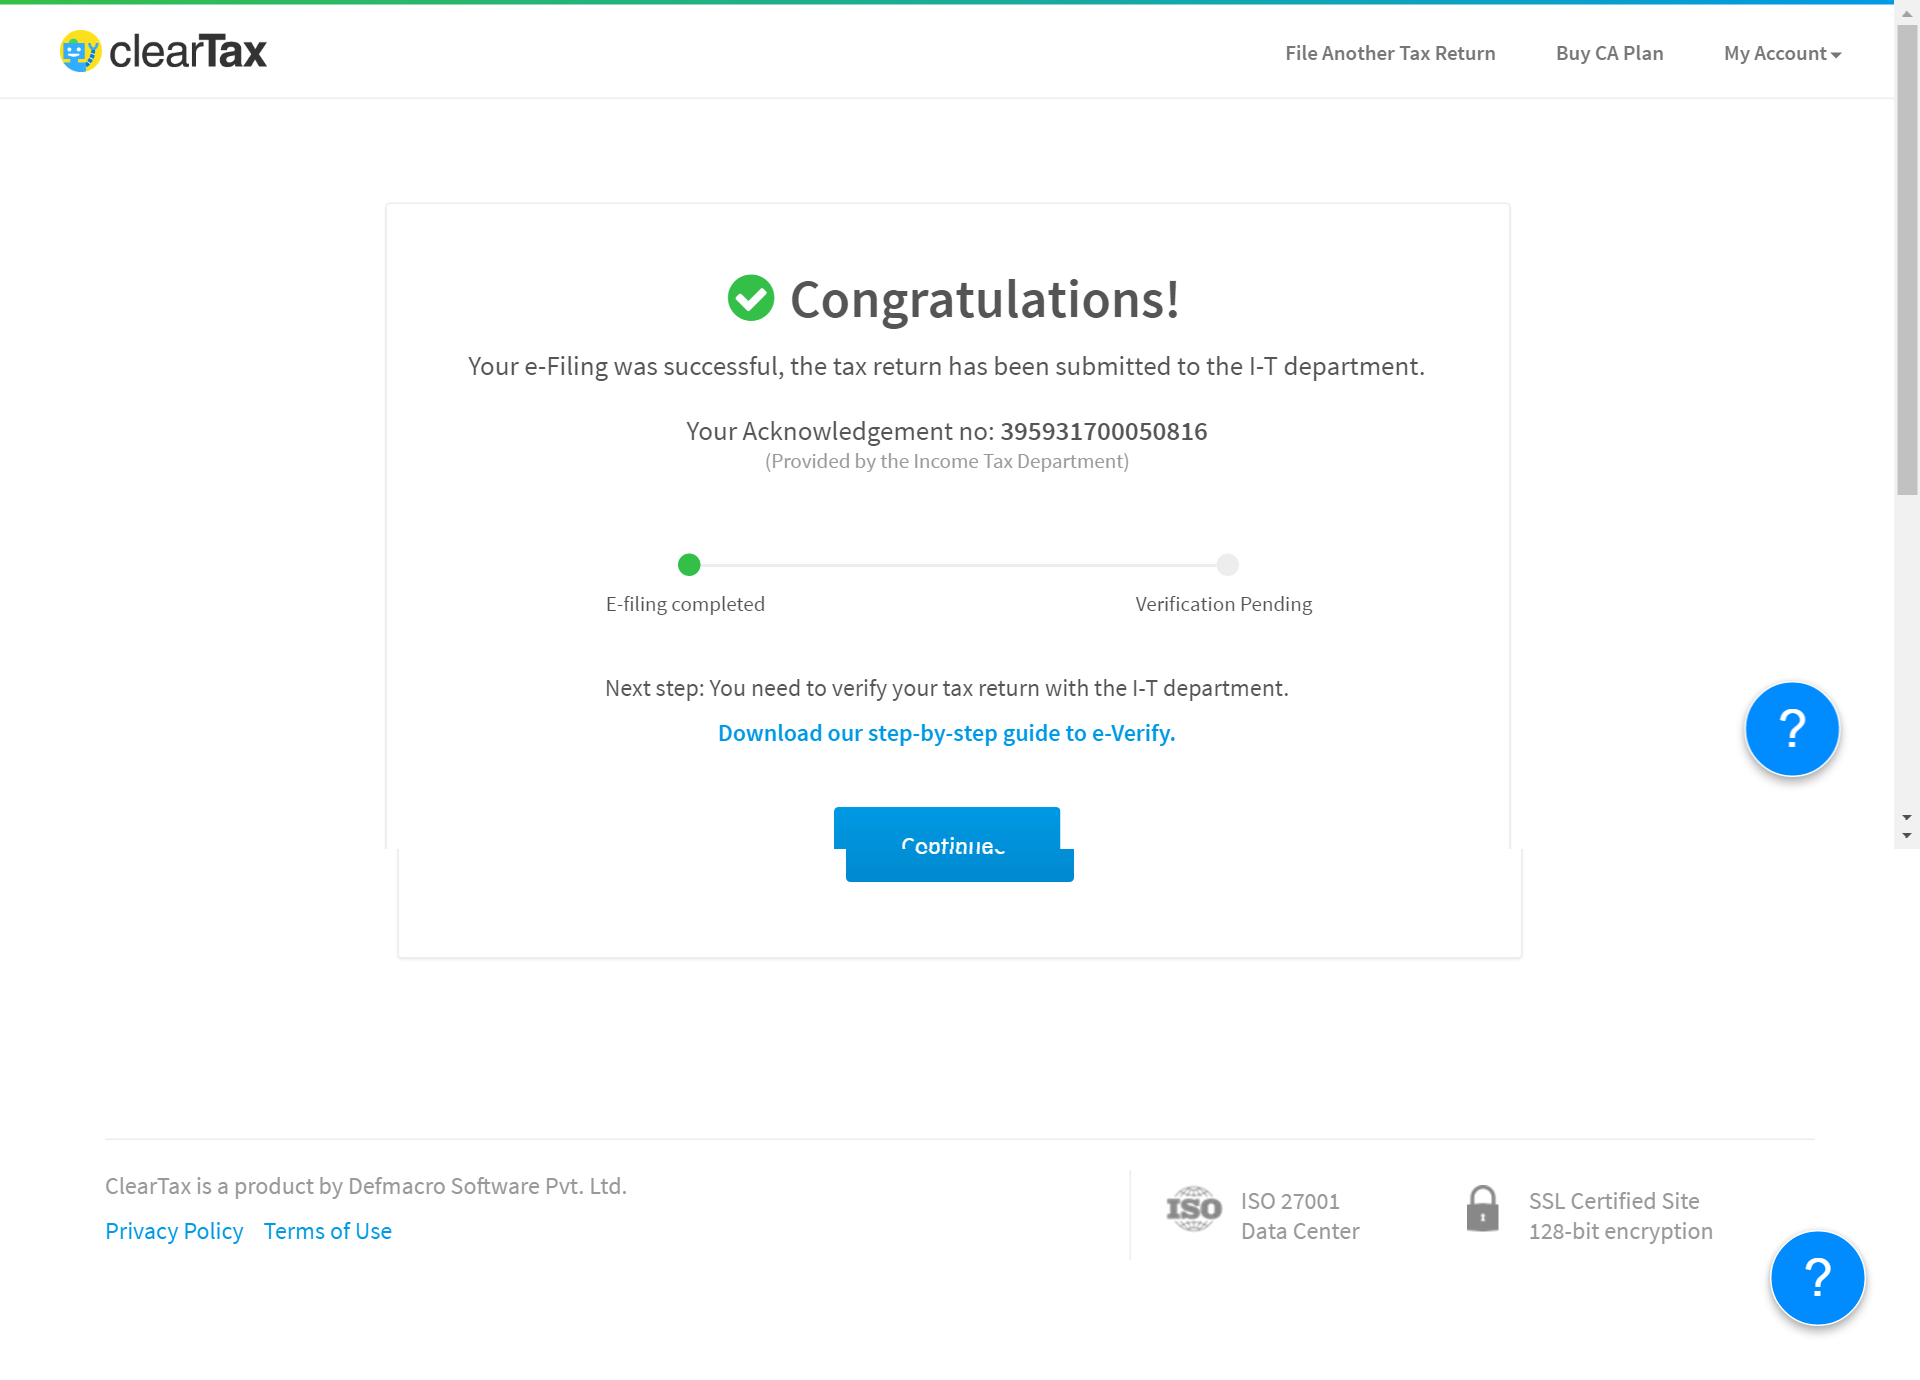 clearTax
File Another Tax Return
Buy CA Plan
My Account
Congratulations!
Your e-Filing was successful, the tax return has been submitted to the I-T department.
Your Acknowledgement no: 395931700050816
(Provided by the Income Tax Department)
E-filing completed
Verification Pending
Next step: You need to verify your tax return with the I-T department.
Download our step-by-step guide to e-Verify.
?
ClearTax is a product by Defmacro Software Pvt. Ltd.
Privacy Policy Terms of Use
ISO
ISO 27001
Data Center
SSL Certified Site
128-bit encryption
?